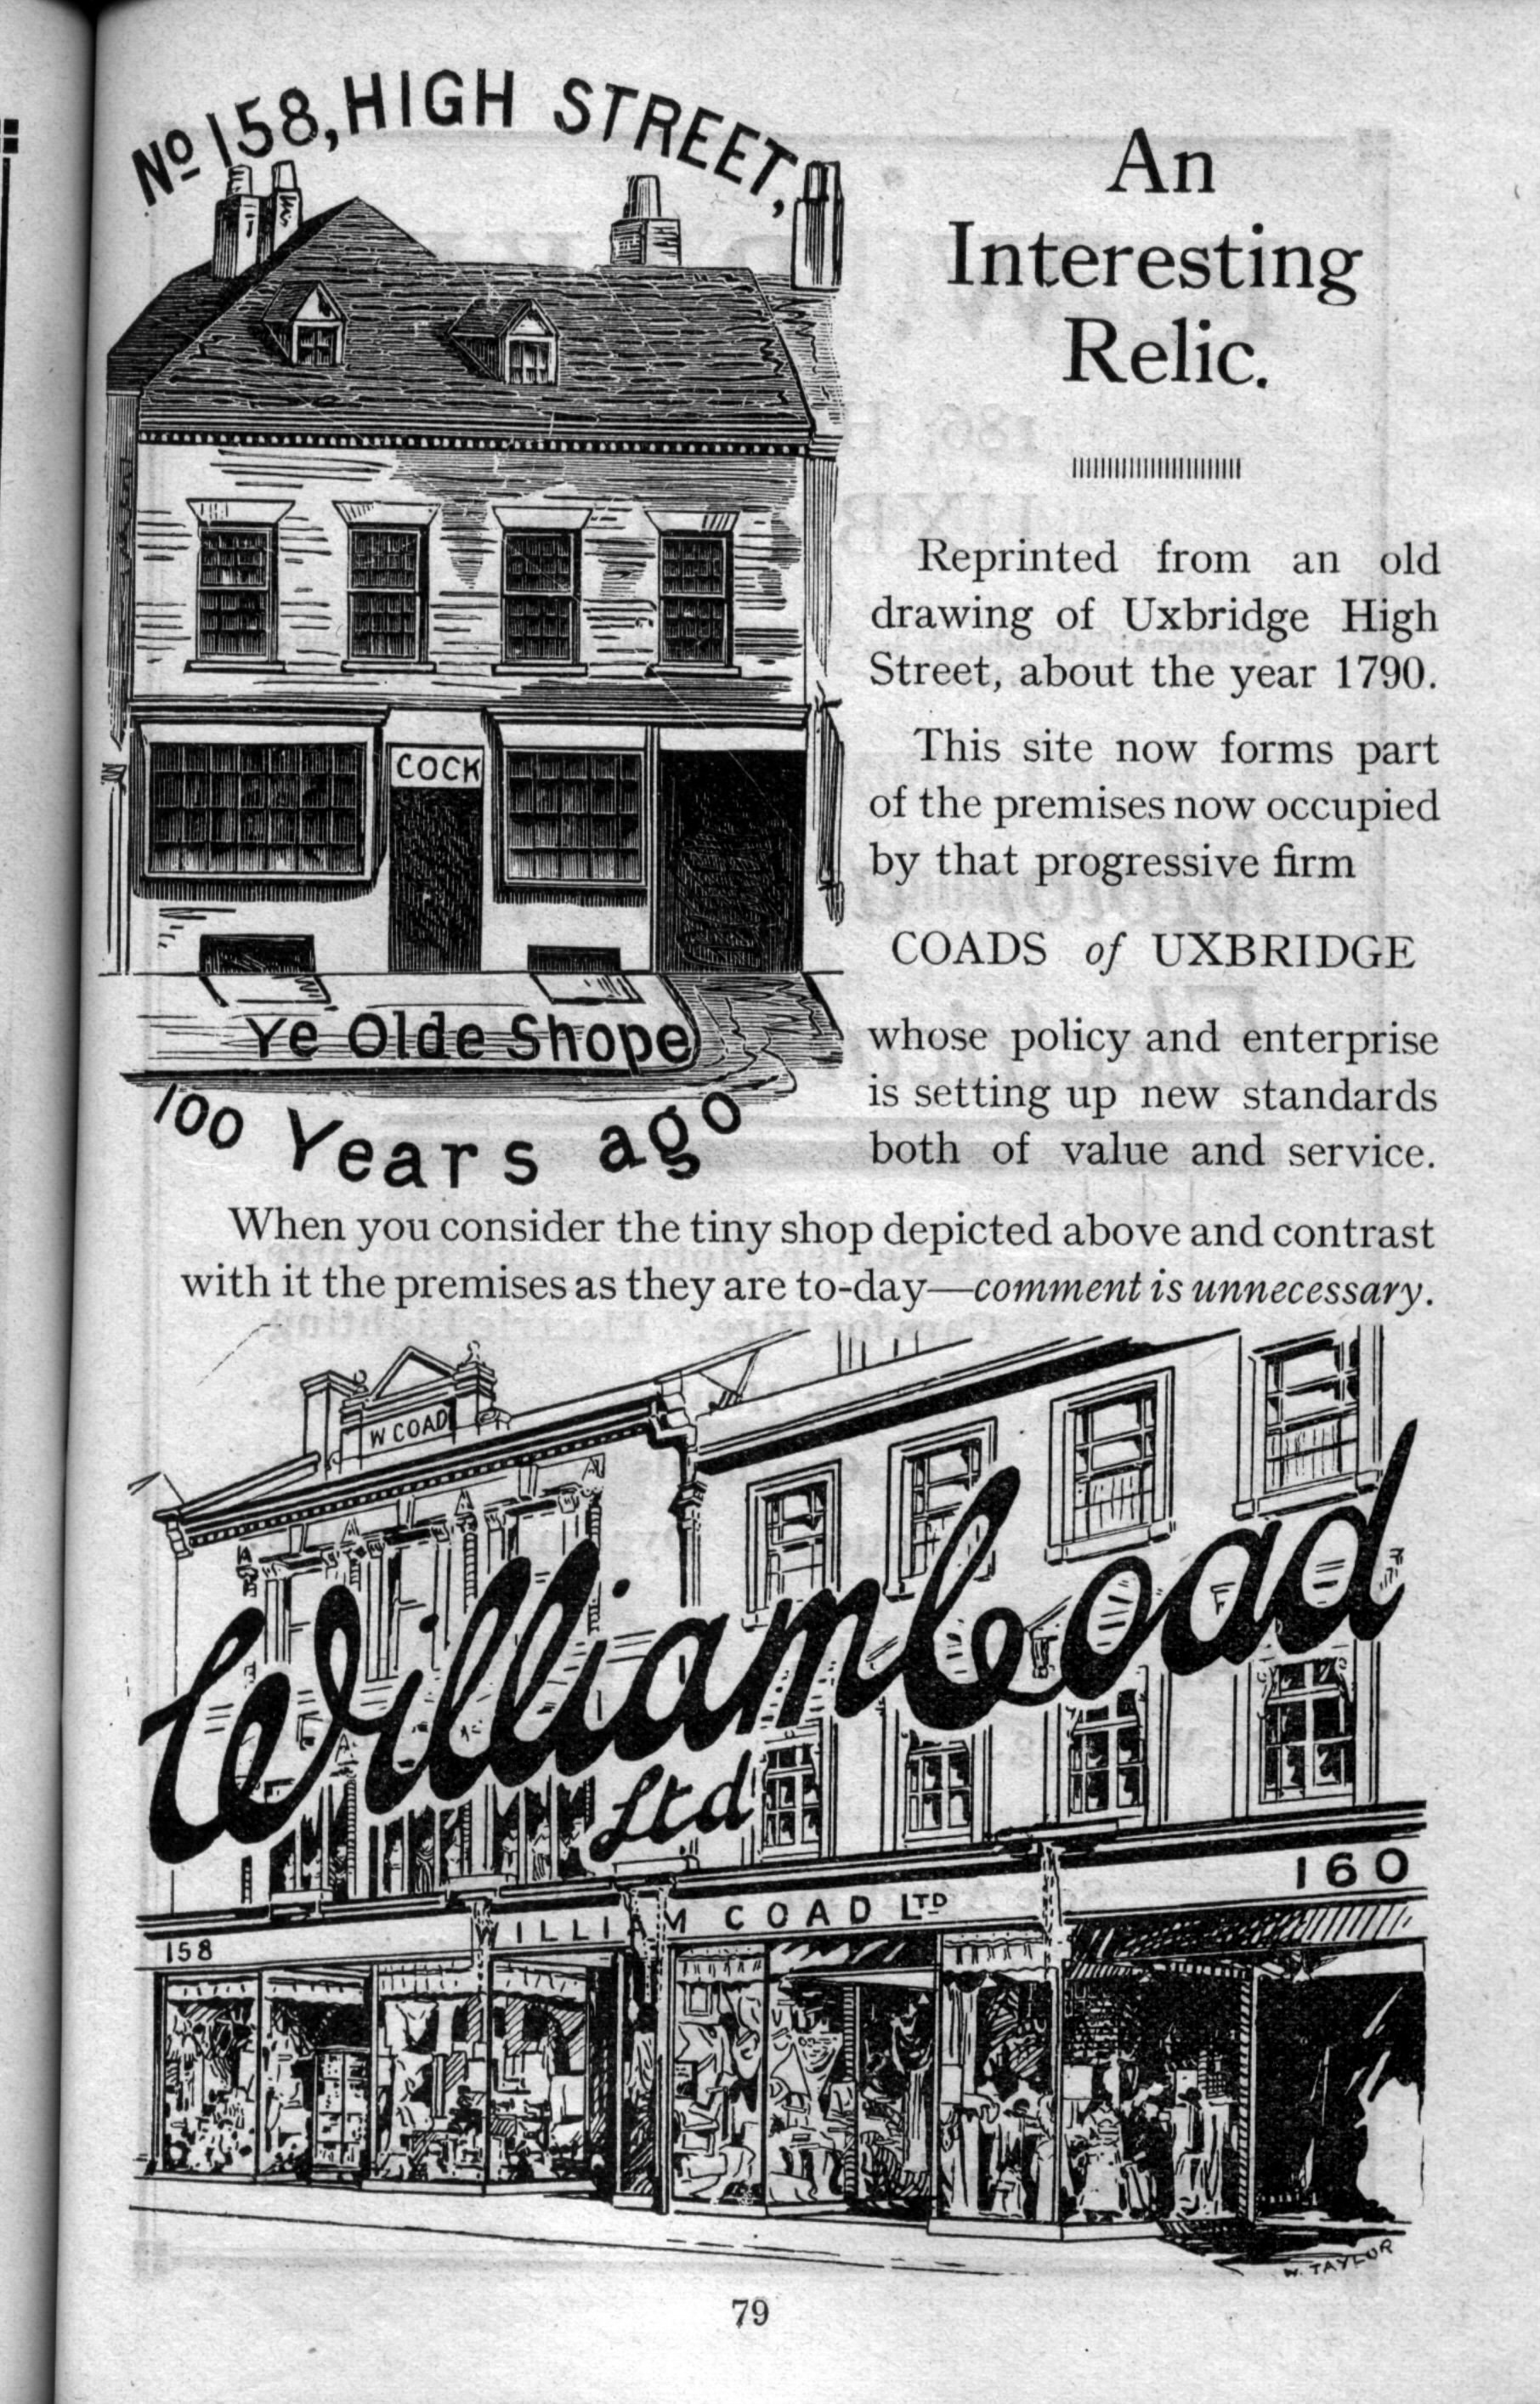 No 158, HIGH STREET,
An
Interesting
Relic.
Reprinted from an old
drawing of Uxbridge High
Street, about the year 1790.
This site now forms part
of the premises now occupied
by that progressive firm
COADS of UXBRIDGE
whose policy and enterprise
is setting up new standards
both of value and service.
COCK
Ye Olde Shope
100 Years ago
When you consider the tiny shop depicted above and contrast
with it the premises as they are to-day—comment is unnecessary.
W COAD
William Coad
Ltd
158 WILLIAM COAD LTD 160
W. TAYLOR
79